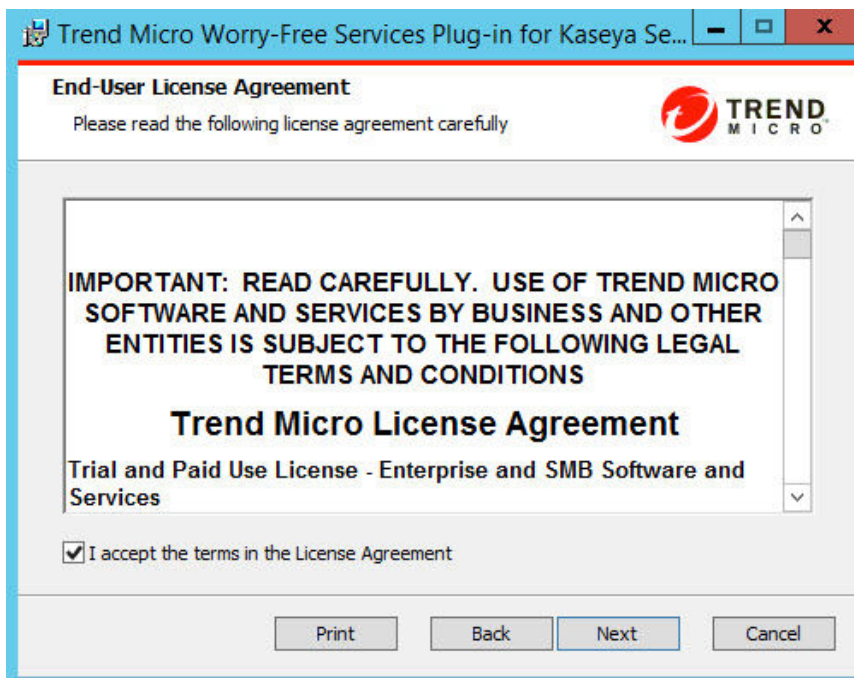 Trend Micro Worry-Free Services Plug-in for Kaseya Se...
End-User License Agreement
Please read the following license agreement carefully
TREND
MICRO
IMPORTANT: READ CAREFULLY. USE OF TREND MICRO
SOFTWARE AND SERVICES BY BUSINESS AND OTHER
ENTITIES IS SUBJECT TO THE FOLLOWING LEGAL
TERMS AND CONDITIONS
Trend Micro License Agreement
Trial and Paid Use License - Enterprise and SMB Software and
Services
I accept the terms in the License Agreement
Print Back Next Cancel